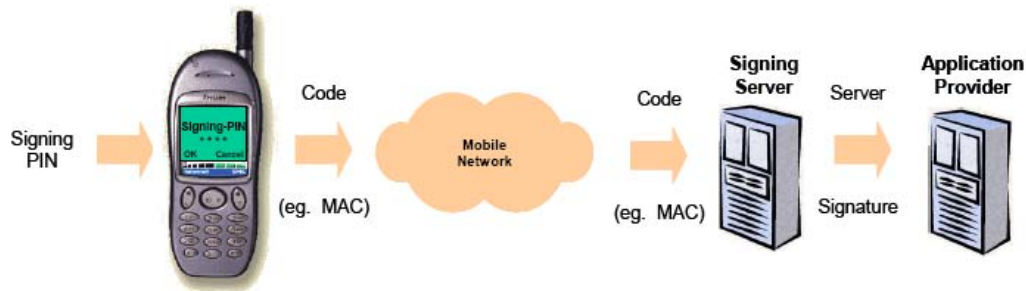 Signing
PIN
PHILIPS
Signing-PIN
****
OK Cancel
Code
(eg. MAC)
Mobile
Network
Code
(eg. MAC)
Signing
Server
Server
Signature
Application
Provider